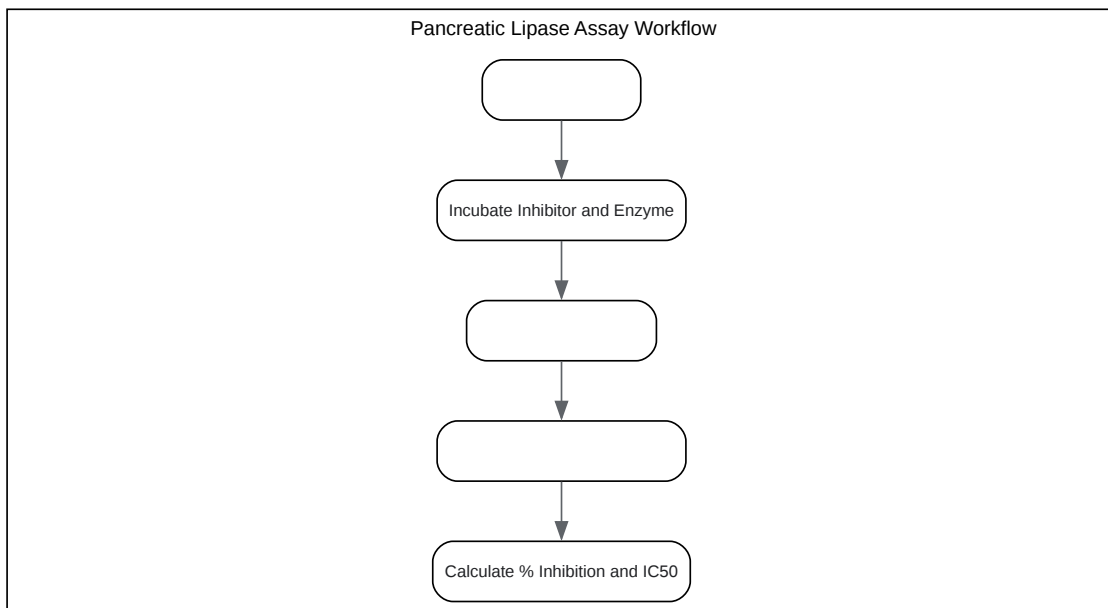 Pancreatic Lipase Assay Workflow
Incubate Inhibitor and Enzyme
Calculate % Inhibition and IC50